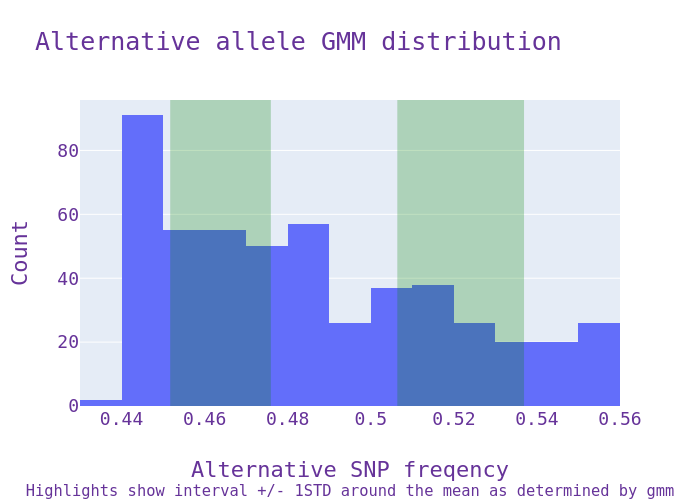 Alternative allele GMM distribution
Count
80
60
40
20
0
0.44 0.46 0.48 0.5 0.52 0.54 0.56
Alternative SNP freqency
Highlights show interval +/- 1STD around the mean as determined by gmm